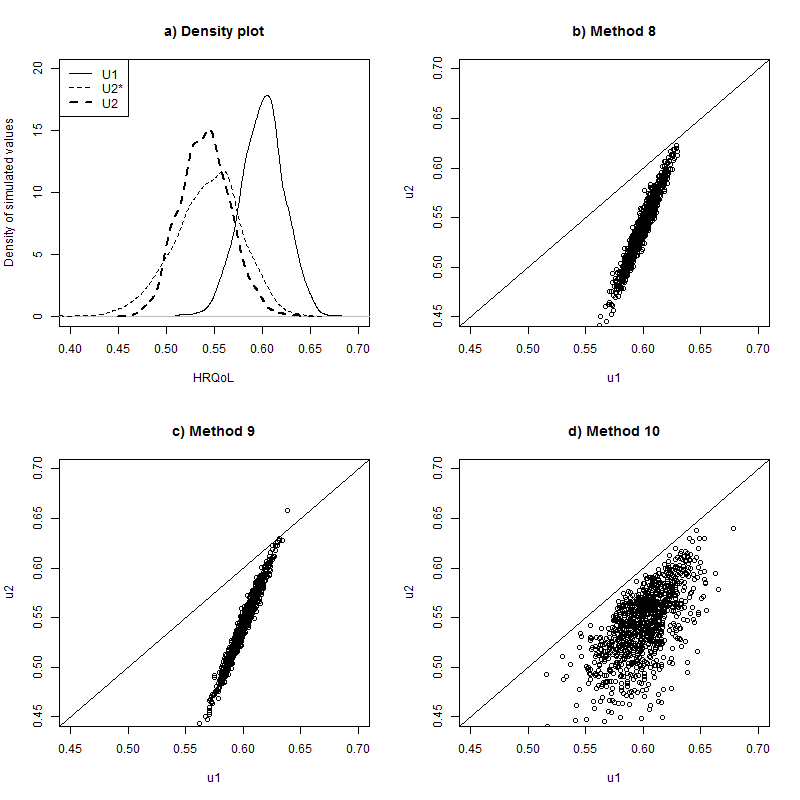 a) Density plot
Density of simulated values
20
15
10
5
0
U1
U2*
U2
0.40 0.45 0.50 0.55 0.60 0.65 0.70
HRQoL
b) Method 8
u2
0.70
0.65
0.60
0.55
0.50
0.45
0.45 0.50 0.55 0.60 0.65 0.70
u1
c) Method 9
u2
0.70
0.65
0.60
0.55
0.50
0.45
0.45 0.50 0.55 0.60 0.65 0.70
u1
d) Method 10
u2
0.70
0.65
0.60
0.55
0.50
0.45
0.45 0.50 0.55 0.60 0.65 0.70
u1